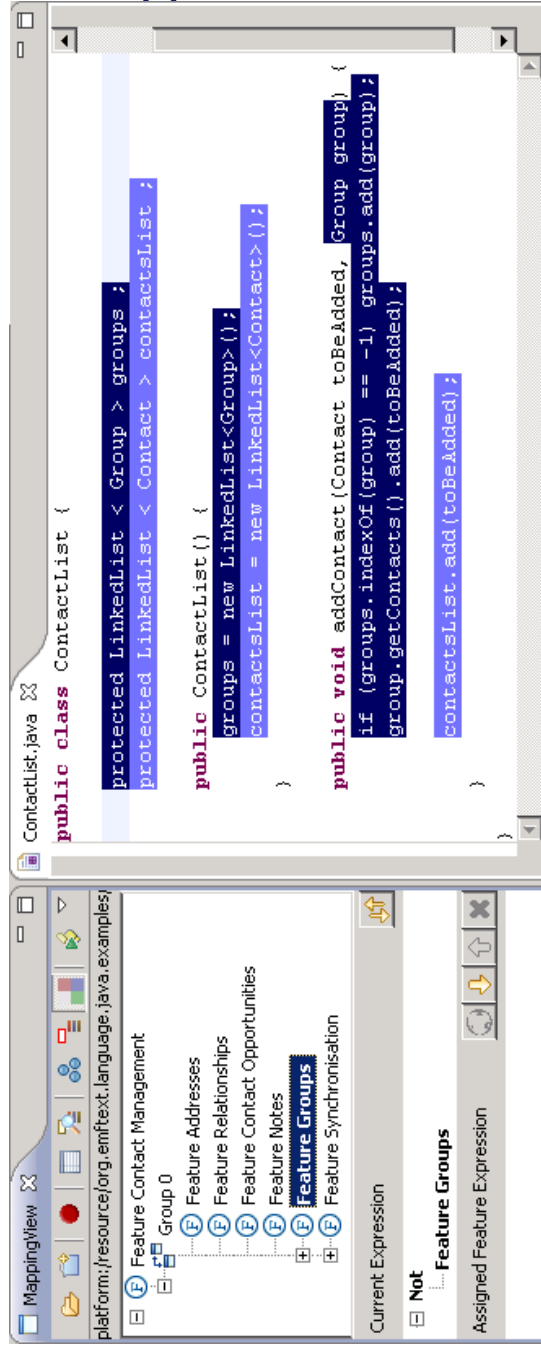 MappingView
platform:/resource/org.emftext.language.java.examples/
Feature Contact Management
Group 0
Feature Addresses
Feature Relationships
Feature Contact Opportunities
Feature Notes
Feature Groups
Feature Synchronisation
Current Expression
Not
Feature Groups
Assigned Feature Expression
ContactList.java
public class ContactList {
protected LinkedList < Group > groups ;
protected LinkedList < Contact > contactsList ;
public ContactList() {
groups = new LinkedList<Group>();
contactsList = new LinkedList<Contact>();
}
public void addContact(Contact toBeAdded, Group group) {
if (groups.indexOf(group) == -1) groups.add(group);
group.getContacts().add(toBeAdded);
contactsList.add(toBeAdded);
}
}